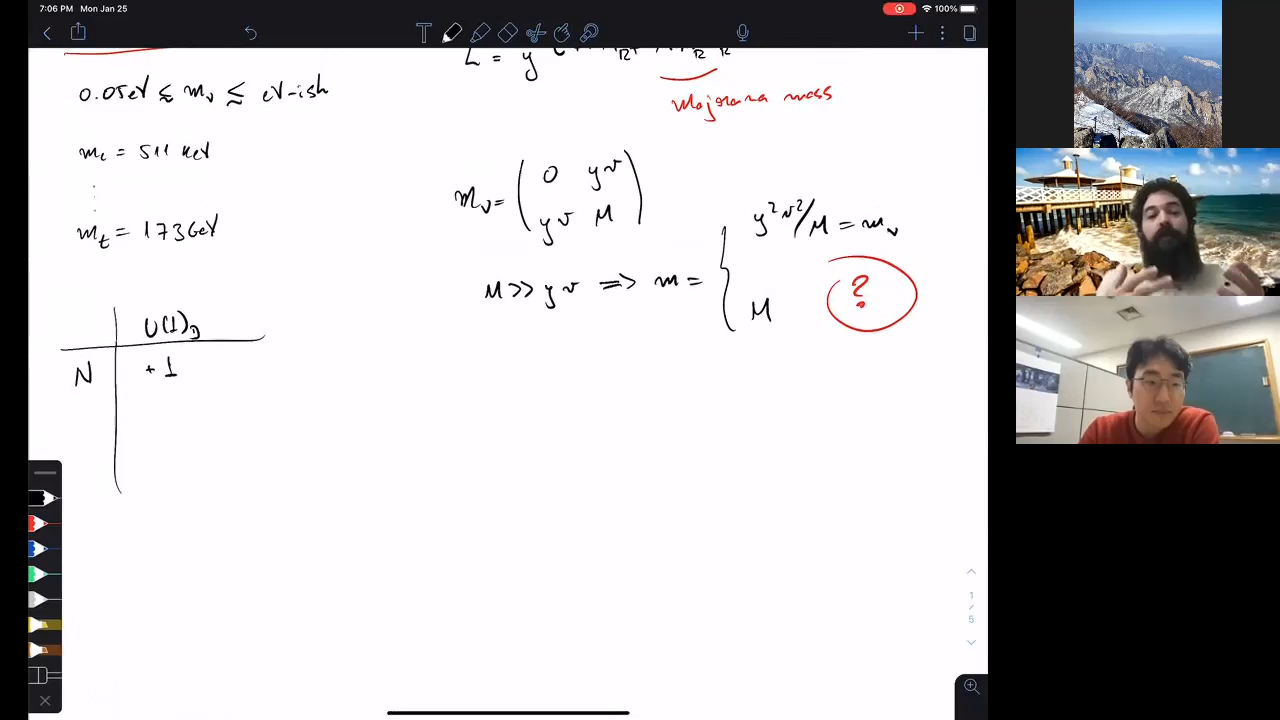 7:06 PM Mon Jan 25
100%
0.05eV ≲ mν ≲ eV-ish
me = 511 keV
⋮
mt = 173 GeV
U(1)D
N +1
L = y
Majorana mass
mν = ( 0 yv
yv M )
M >> yv => m = { y²v²/M = mν
M
?
1
/
5